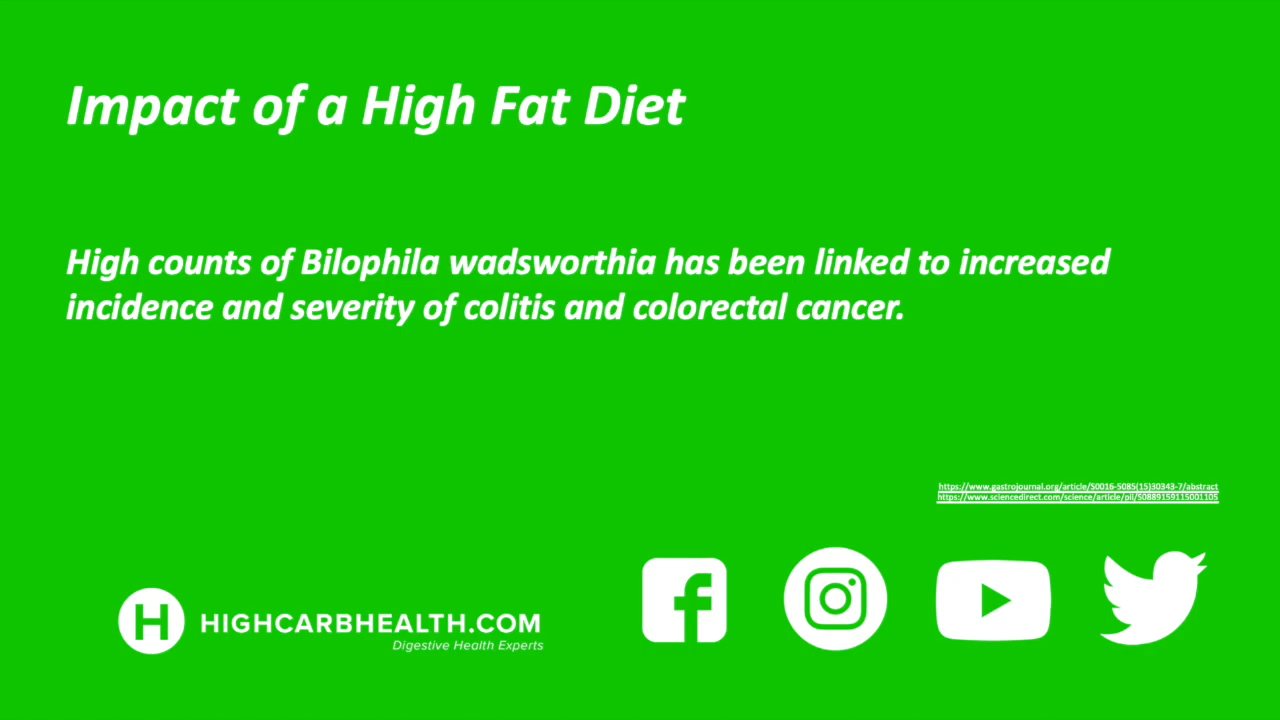 Impact of a High Fat Diet
High counts of Bilophila wadsworthia has been linked to increased
incidence and severity of colitis and colorectal cancer.
https://www.gastrojournal.org/article/S0016-5085(15)30343-7/abstract
https://www.sciencedirect.com/science/article/pii/S0889159115001105
H HIGHCARBHEALTH.COM
Digestive Health Experts